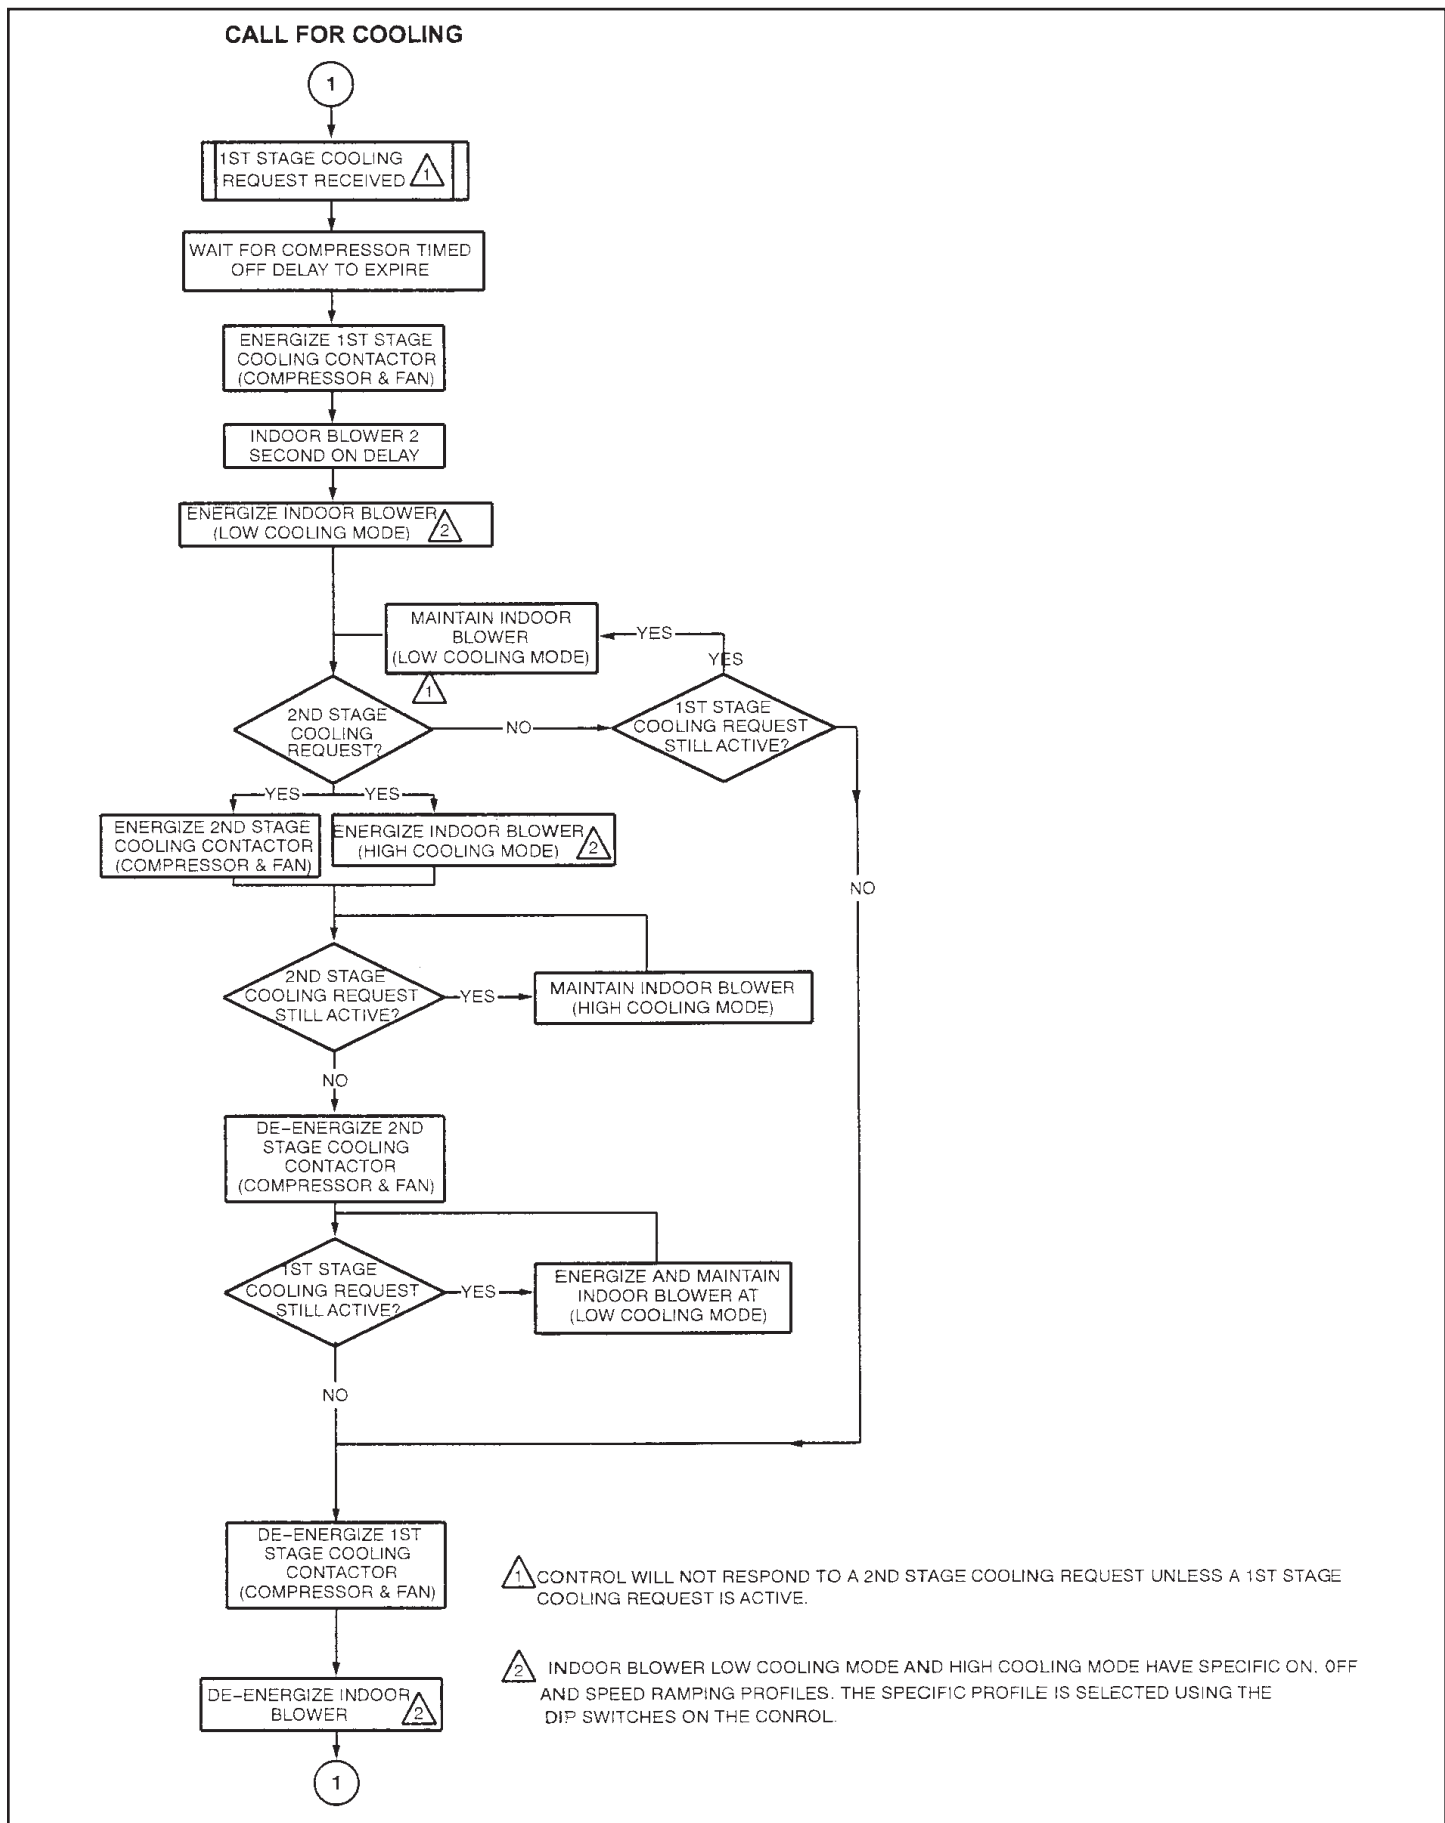 CALL FOR COOLING
1
1ST STAGE COOLING
REQUEST RECEIVED 1
WAIT FOR COMPRESSOR TIMED
OFF DELAY TO EXPIRE
ENERGIZE 1ST STAGE
COOLING CONTACTOR
(COMPRESSOR & FAN)
INDOOR BLOWER 2
SECOND ON DELAY
ENERGIZE INDOOR BLOWER
(LOW COOLING MODE) 2
MAINTAIN INDOOR
BLOWER
(LOW COOLING MODE)
1
YES
YES
2ND STAGE
COOLING
REQUEST?
NO
1ST STAGE
COOLING REQUEST
STILL ACTIVE?
YES
YES
ENERGIZE 2ND STAGE
COOLING CONTACTOR
(COMPRESSOR & FAN)
ENERGIZE INDOOR BLOWER
(HIGH COOLING MODE) 2
NO
2ND STAGE
COOLING REQUEST
STILL ACTIVE?
YES
MAINTAIN INDOOR BLOWER
(HIGH COOLING MODE)
NO
DE-ENERGIZE 2ND
STAGE COOLING
CONTACTOR
(COMPRESSOR & FAN)
1ST STAGE
COOLING REQUEST
STILL ACTIVE?
YES
ENERGIZE AND MAINTAIN
INDOOR BLOWER AT
(LOW COOLING MODE)
NO
DE-ENERGIZE 1ST
STAGE COOLING
CONTACTOR
(COMPRESSOR & FAN)
1 CONTROL WILL NOT RESPOND TO A 2ND STAGE COOLING REQUEST UNLESS A 1ST STAGE
COOLING REQUEST IS ACTIVE.
2 INDOOR BLOWER LOW COOLING MODE AND HIGH COOLING MODE HAVE SPECIFIC ON, OFF
AND SPEED RAMPING PROFILES. THE SPECIFIC PROFILE IS SELECTED USING THE
DIP SWITCHES ON THE CONROL.
DE-ENERGIZE INDOOR
BLOWER 2
1